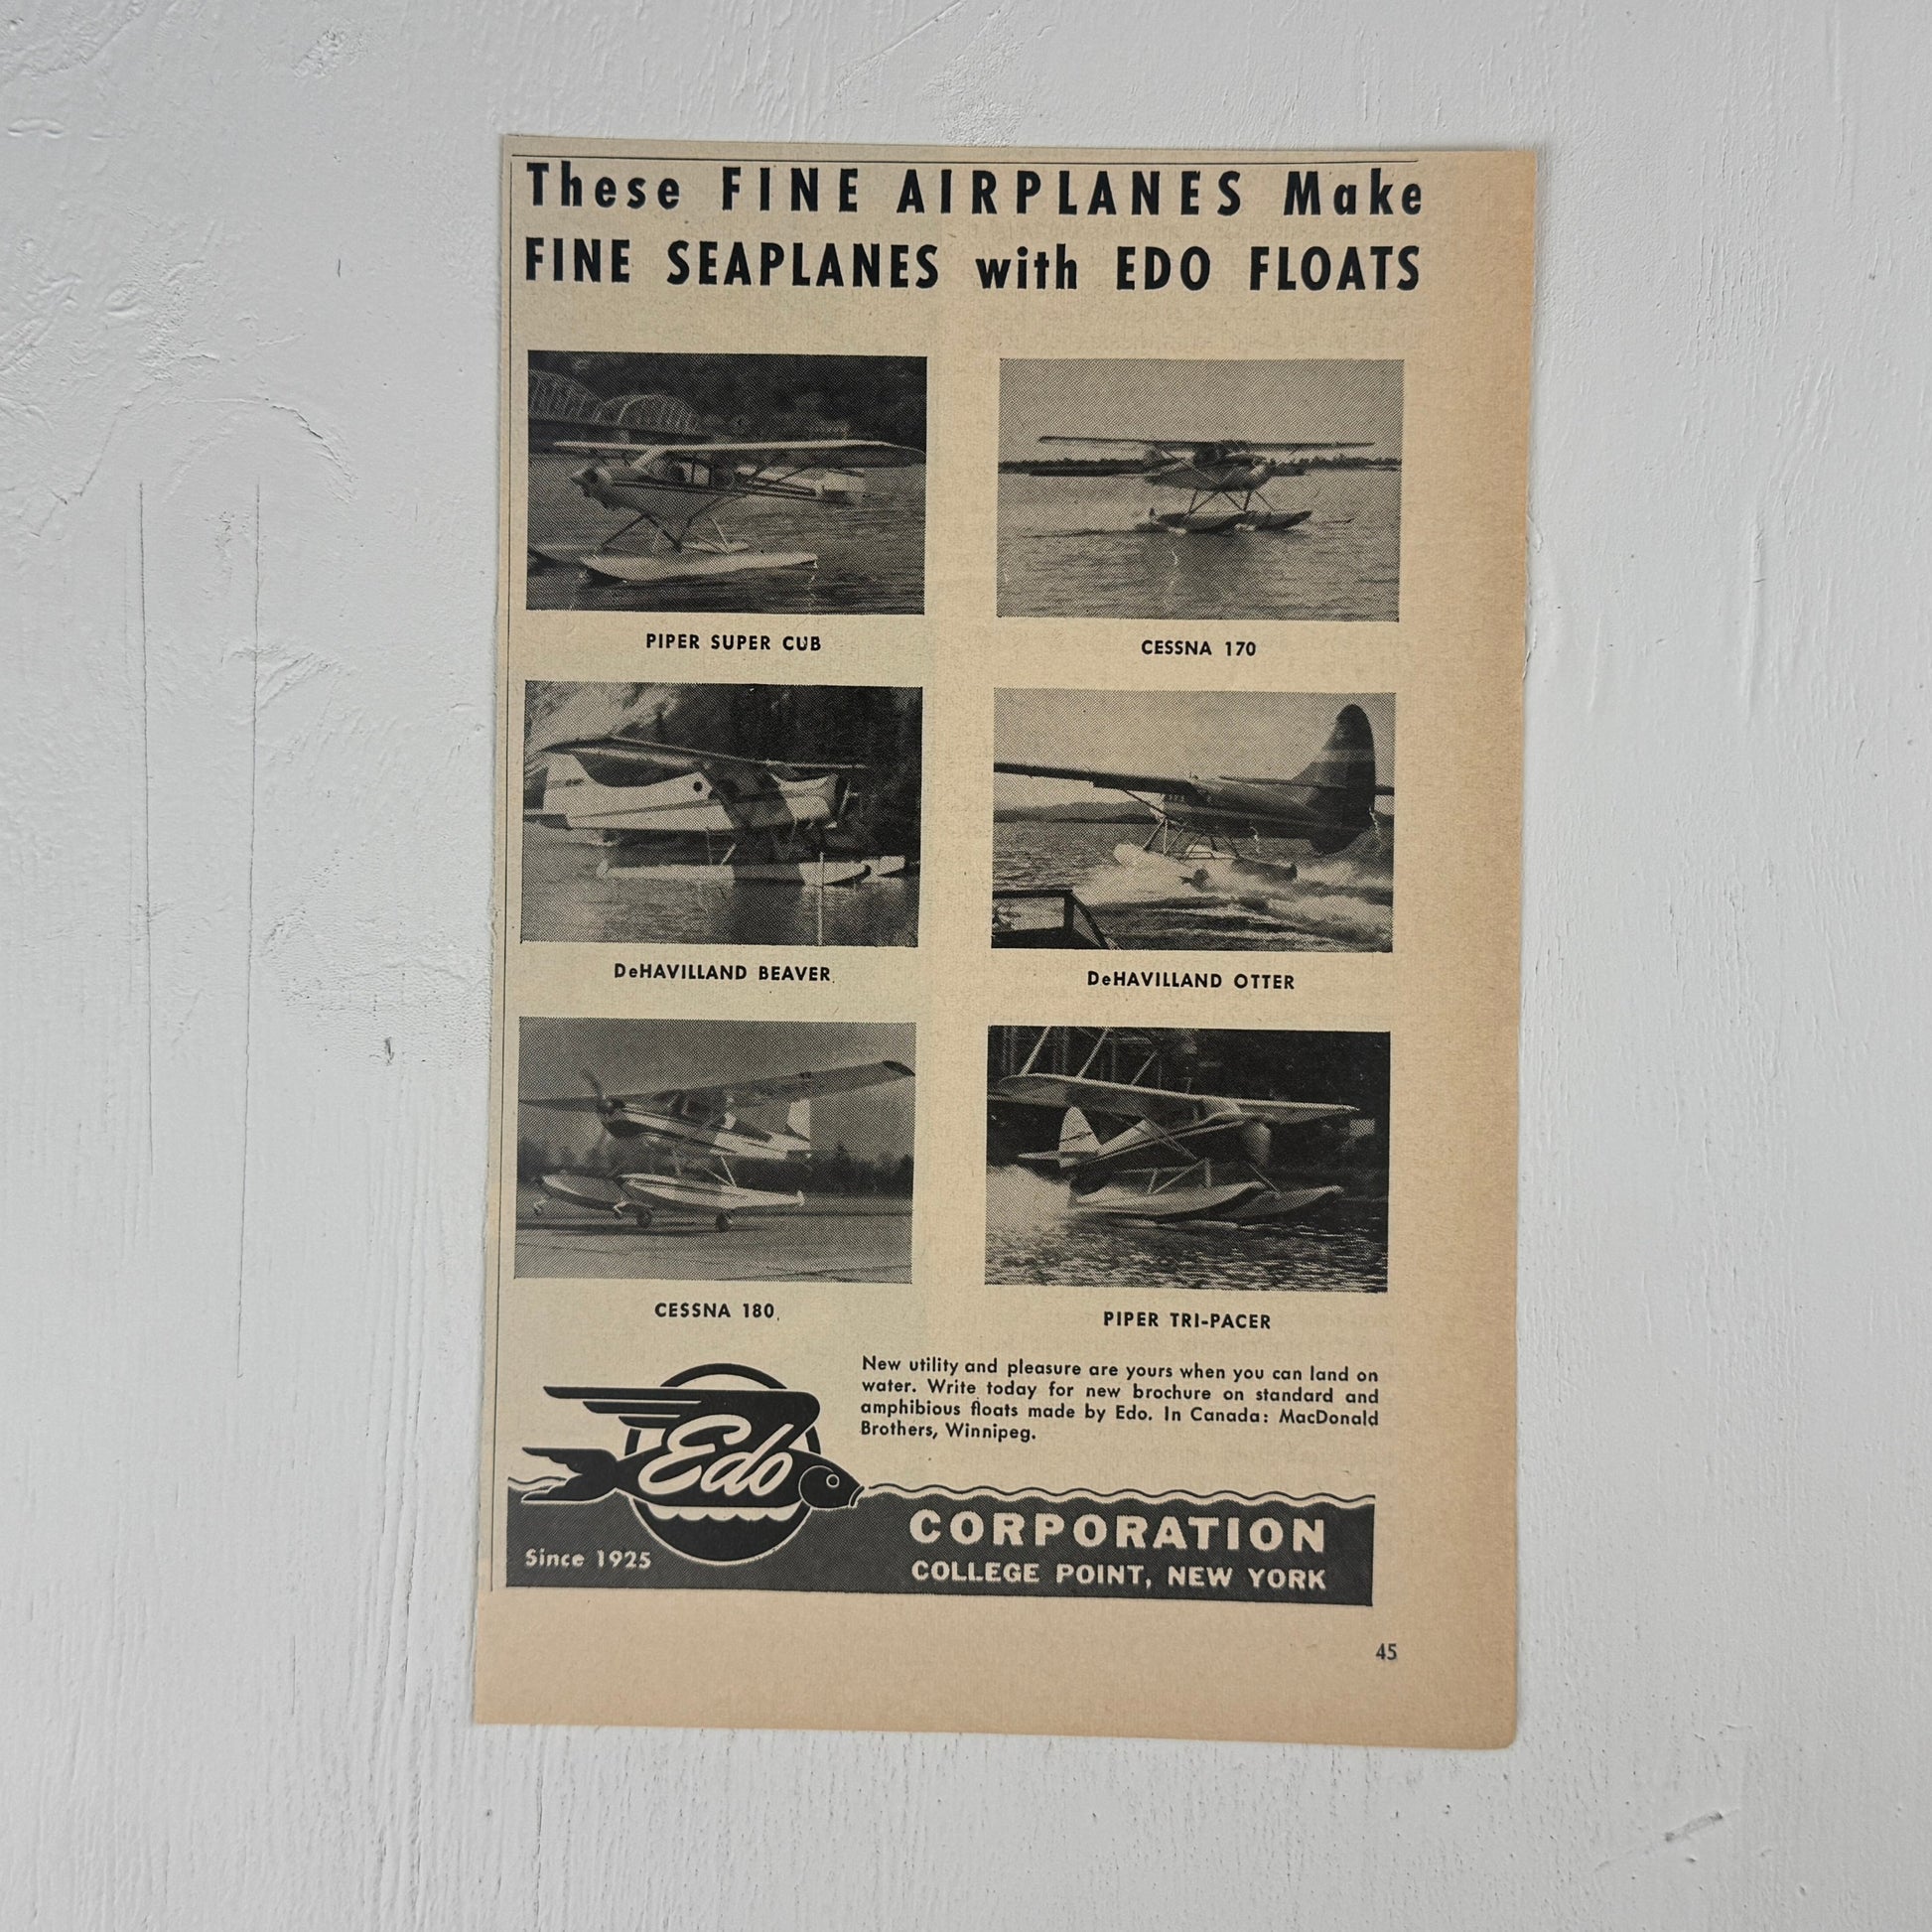 These FINE AIRPLANES Make
FINE SEAPLANES with EDO FLOATS
PIPER SUPER CUB
CESSNA 170
DeHAVILLAND BEAVER
DeHAVILLAND OTTER
CESSNA 180
PIPER TRI-PACER
New utility and pleasure are yours when you can land on
water. Write today for new brochure on standard and
amphibious floats made by Edo. In Canada: MacDonald
Brothers, Winnipeg.
Edo
CORPORATION
Since 1925
COLLEGE POINT, NEW YORK
45